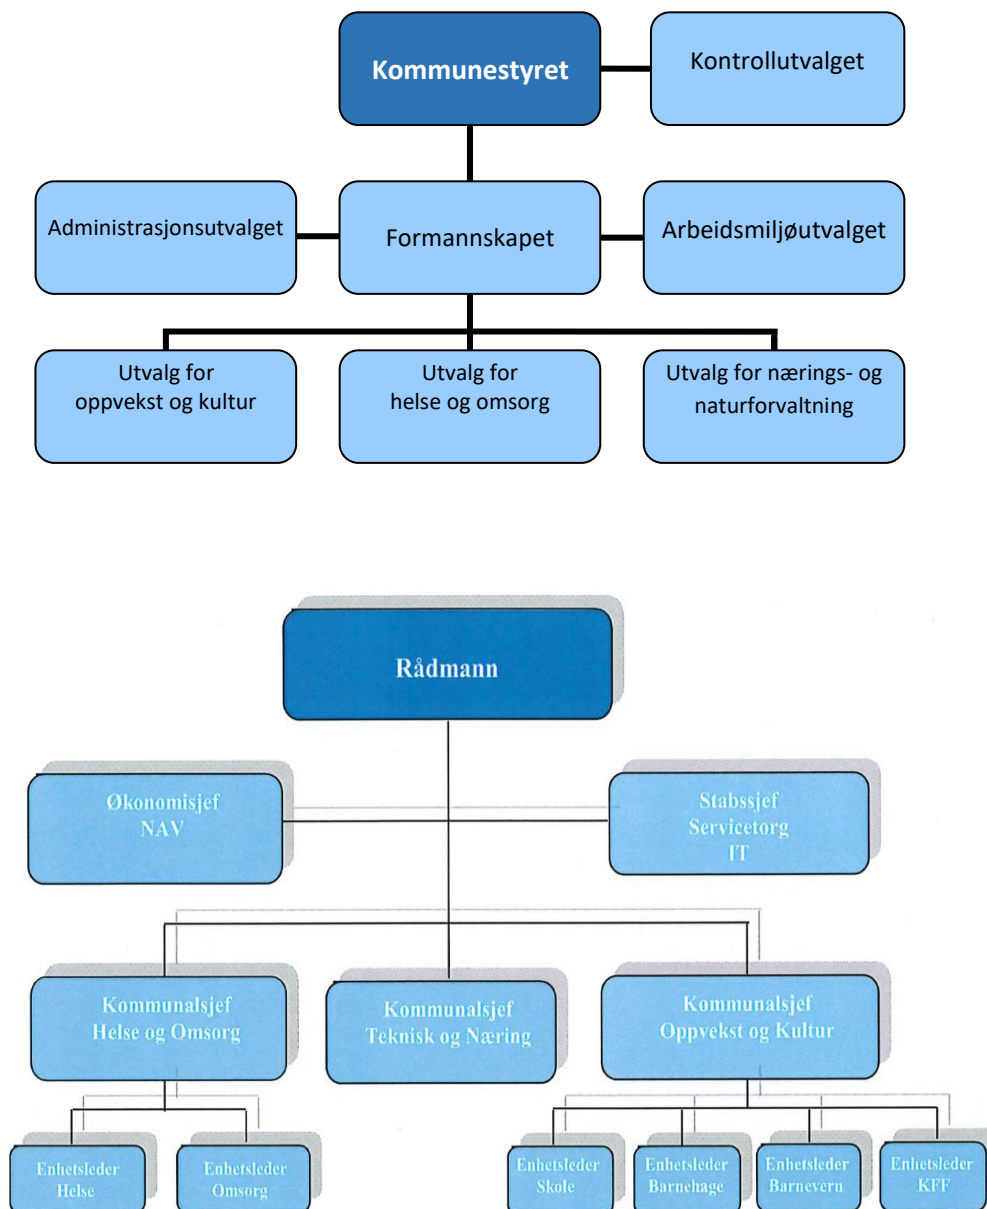 Kommunestyret
Kontrollutvalget
Administrasjonsutvalget
Formannskapet
Arbeidsmiljøutvalget
Utvalg for
oppvekst og kultur
Utvalg for
helse og omsorg
Utvalg for nærings- og
naturforvaltning
Rådmann
Økonomisjef
NAV
Stabssjef
Servicetorg
IT
Kommunalsjef
Helse og Omsorg
Kommunalsjef
Teknisk og Næring
Kommunalsjef
Oppvekst og Kultur
Enhetsleder
Helse
Enhetsleder
Omsorg
Enhetsleder
Skole
Enhetsleder
Barnehage
Enhetsleder
Barnevern
Enhetsleder
KFF